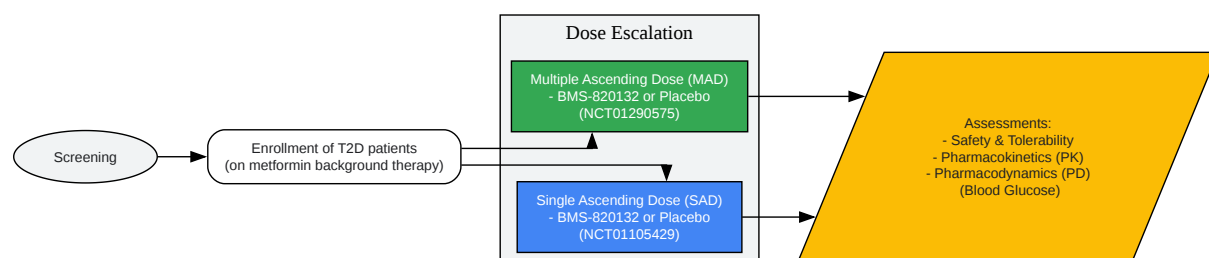 Screening
Enrollment of T2D patients
(on metformin background therapy)
Dose Escalation
Multiple Ascending Dose (MAD)
- BMS-820132 or Placebo
(NCT01290575)
Single Ascending Dose (SAD)
- BMS-820132 or Placebo
(NCT01105429)
Assessments:
- Safety & Tolerability
- Pharmacokinetics (PK)
- Pharmacodynamics (PD)
(Blood Glucose)